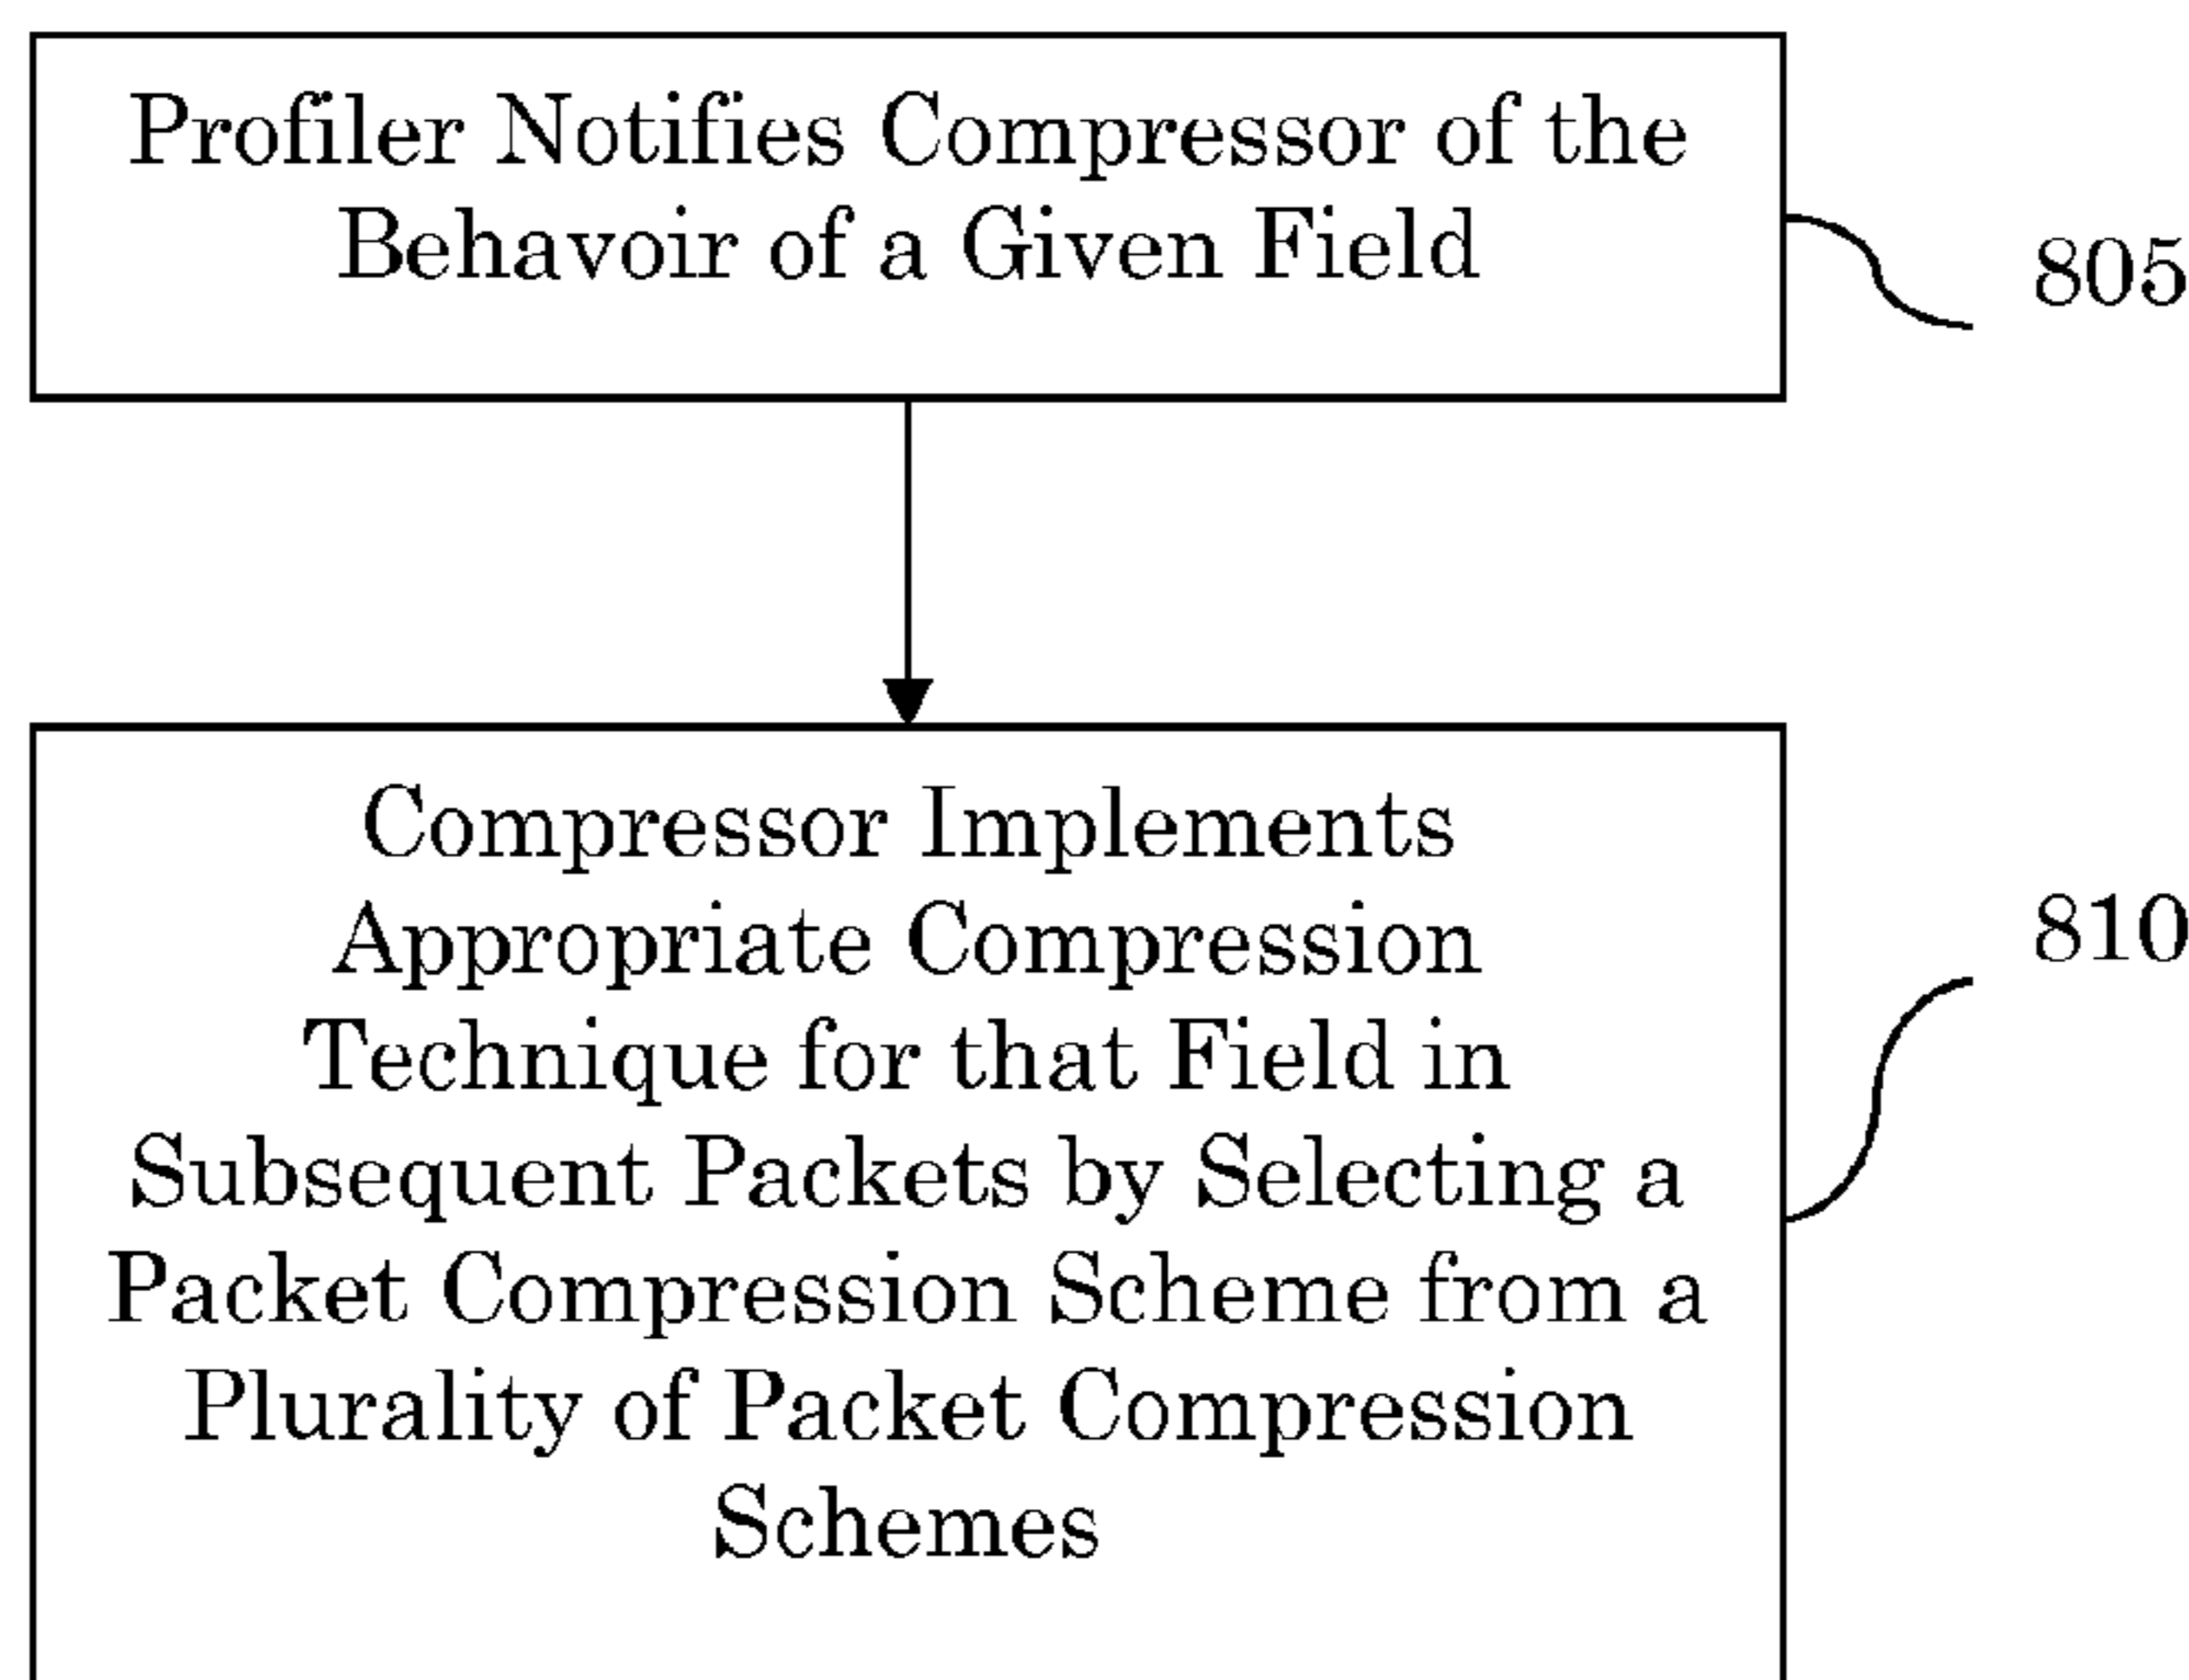 Profiler Notifies Compressor of the
Behavoir of a Given Field
805
Compressor Implements
Appropriate Compression
Technique for that Field in
Subsequent Packets by Selecting a
Packet Compression Scheme from a
Plurality of Packet Compression
Schemes
810